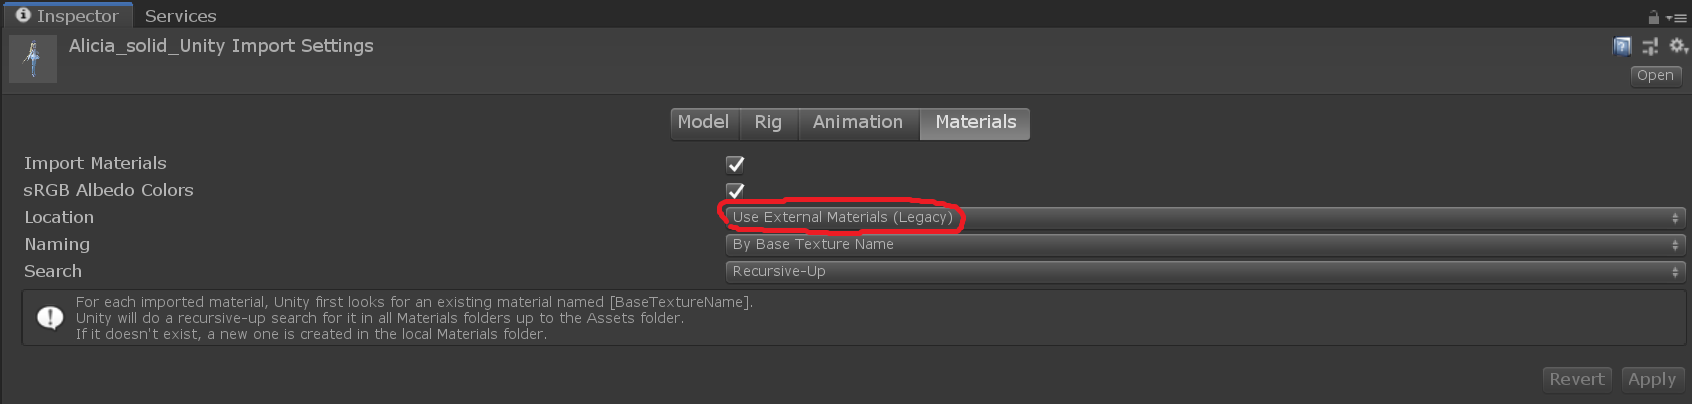 Inspector Services
Alicia_solid_Unity Import Settings
Open
Model Rig Animation Materials
Import Materials
sRGB Albedo Colors
Location Use External Materials (Legacy)
Naming By Base Texture Name
Search Recursive-Up
For each imported material, Unity first looks for an existing material named [BaseTextureName].
Unity will do a recursive-up search for it in all Materials folders up to the Assets folder.
If it doesn't exist, a new one is created in the local Materials folder.
Revert Apply